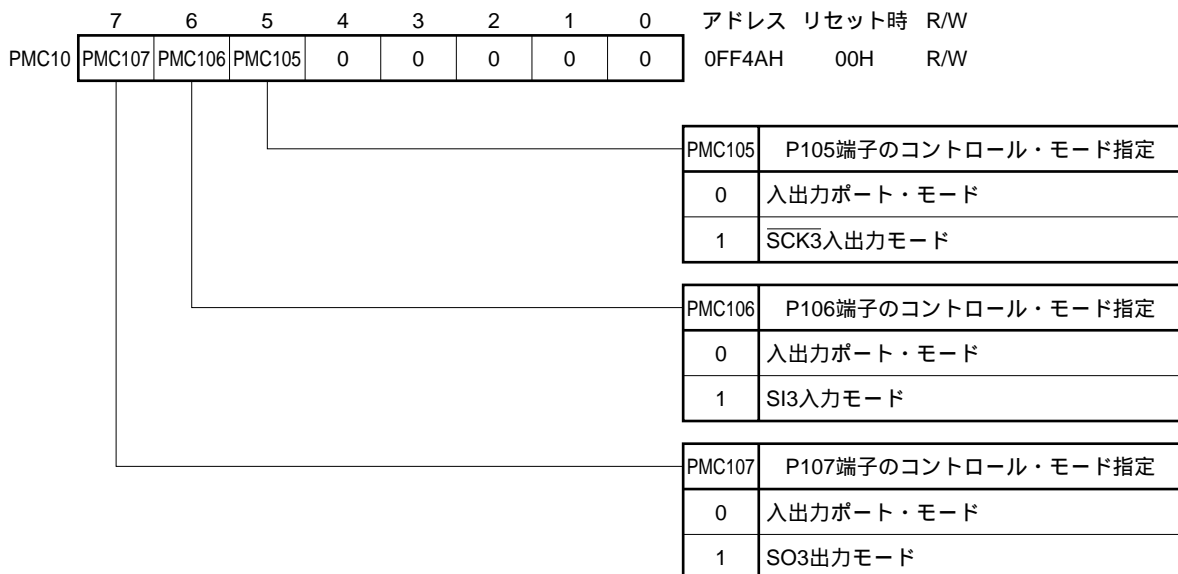 7 6 5 4 3 2 1 0 アドレス リセット時 R/W
PMC10 PMC107 PMC106 PMC105 0 0 0 0 0 0FF4AH 00H R/W
PMC105 P105端子のコントロール・モード指定
0 入出力ポート・モード
1 S̅C̅K̅3̅入出力モード
PMC106 P106端子のコントロール・モード指定
0 入出力ポート・モード
1 SI3入力モード
PMC107 P107端子のコントロール・モード指定
0 入出力ポート・モード
1 SO3出力モード